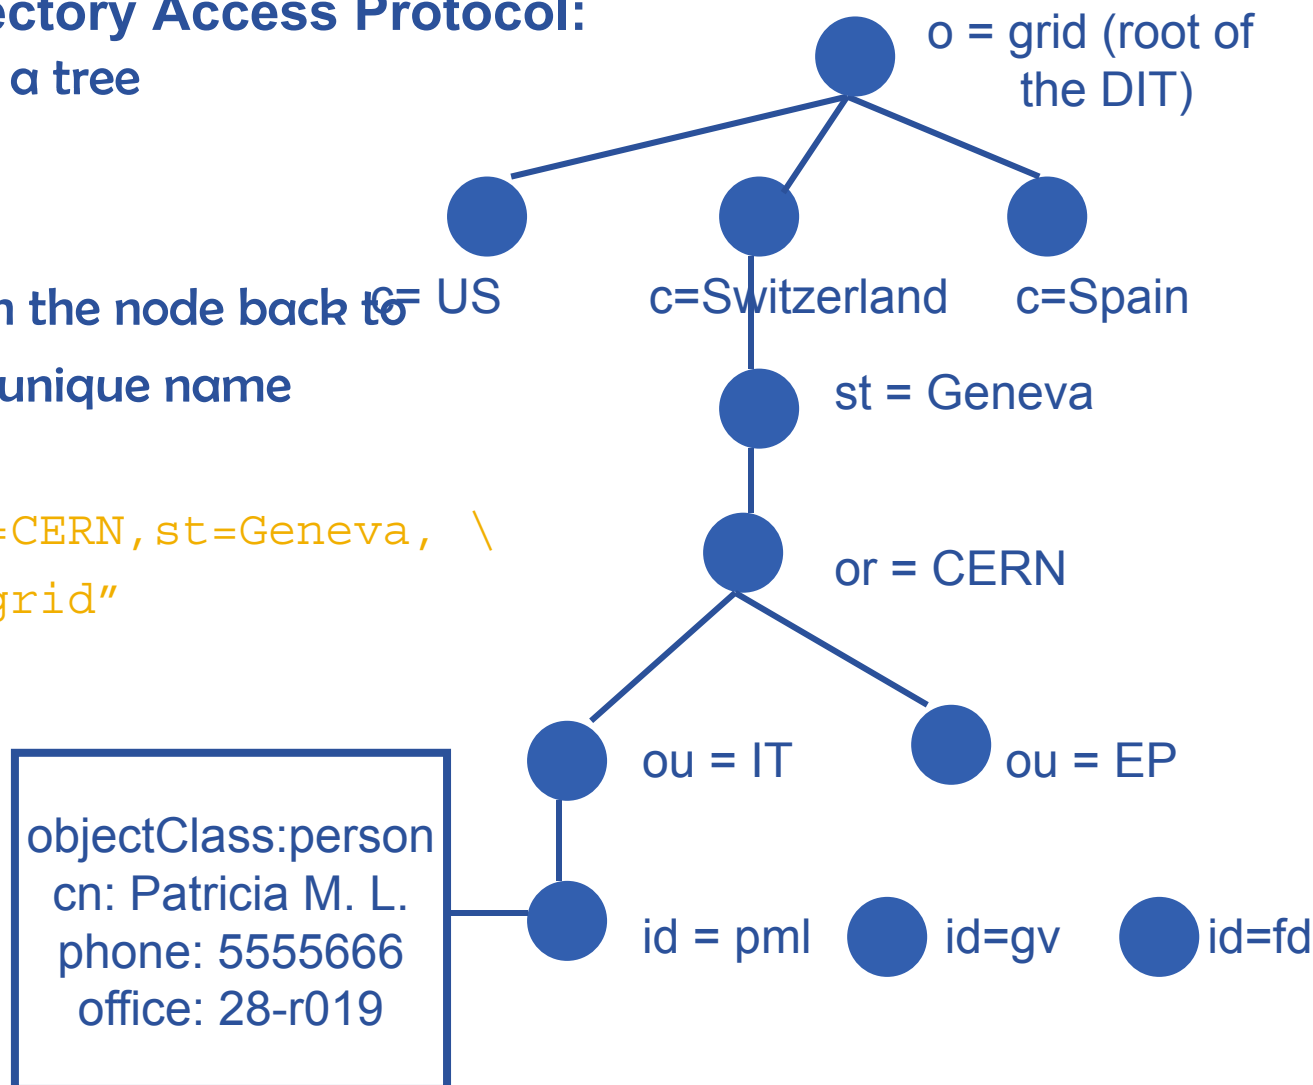 ectory Access Protocol:
a tree
o = grid (root of
the DIT)
n the node back to
unique name
c= US
c=Switzerland
c=Spain
st = Geneva
=CERN,st=Geneva, \
grid”
or = CERN
ou = IT
ou = EP
objectClass:person
cn: Patricia M. L.
phone: 5555666
office: 28-r019
id = pml
id=gv
id=fd